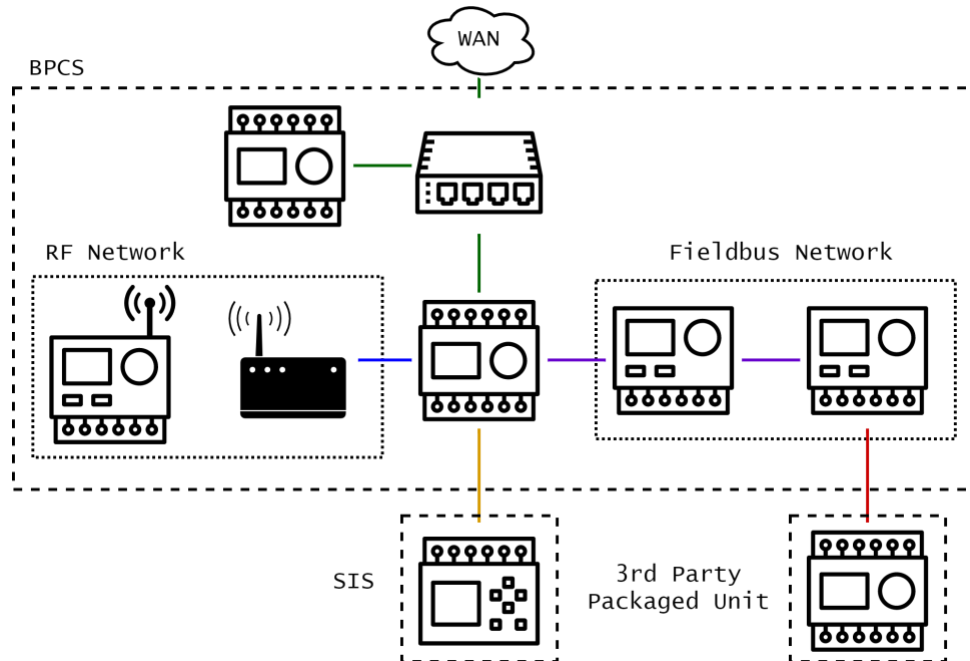 WAN
BPCS
RF Network
Fieldbus Network
SIS
3rd Party
Packaged Unit